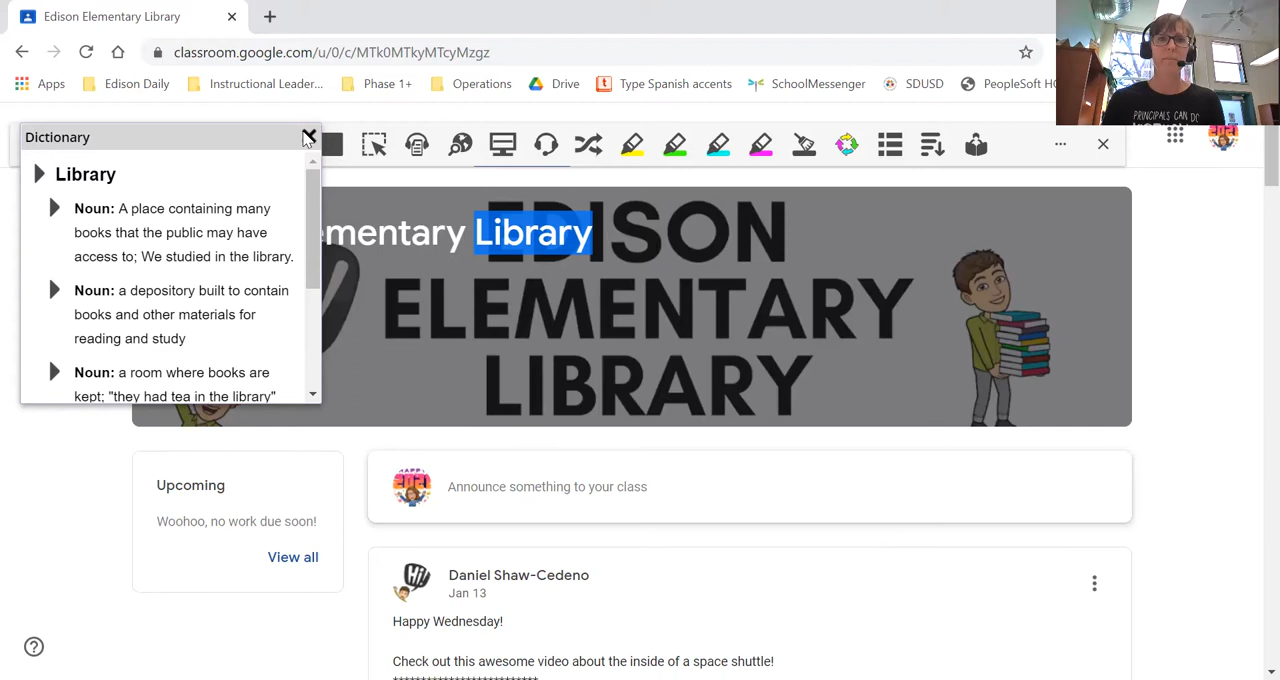 Edison Elementary Library
classroom.google.com/u/0/c/MTk0MTkyMTcyMzgz
Apps Edison Daily Instructional Leader... Phase 1+ Operations Drive Type Spanish accents SchoolMessenger SDUSD PeopleSoft HC
PRINCIPALS CAN DO
Dictionary
Library
Noun: A place containing many
books that the public may have
access to; We studied in the library.
Noun: a depository built to contain
books and other materials for
reading and study
Noun: a room where books are
kept; "they had tea in the library"
ementary Library
EDISON
ELEMENTARY
LIBRARY
Upcoming
Woohoo, no work due soon!
View all
Announce something to your class
Hi!
Daniel Shaw-Cedeno
Jan 13
Happy Wednesday!
Check out this awesome video about the inside of a space shuttle!
**************************